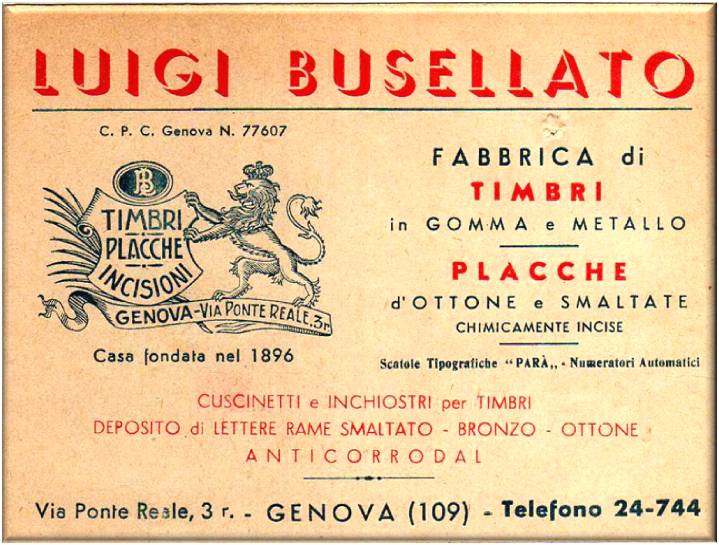 LUIGI BUSELLATO
C. P. C. Genova N. 77607
TIMBRI
PLACCHE
INCISIONI
GENOVA - VIA PONTE REALE, 3r
Casa fondata nel 1896
FABBRICA di
TIMBRI
in GOMMA e METALLO
PLACCHE
d'OTTONE e SMALTATE
CHIMICAMENTE INCISE
Scatole Tipografiche “PARÀ„ - Numeratori Automatici
CUSCINETTI e INCHIOSTRI per TIMBRI
DEPOSITO di LETTERE RAME SMALTATO - BRONZO - OTTONE
ANTICORRODAL
Via Ponte Reale, 3 r. - GENOVA (109) - Telefono 24-744